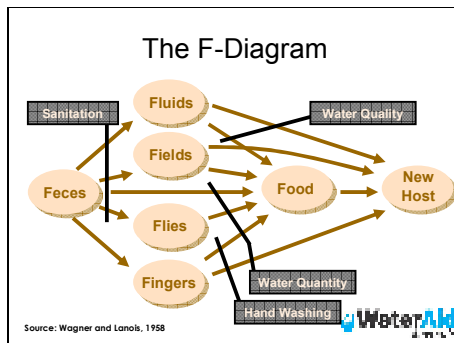 The F-Diagram
Sanitation
Fluids
Water Quality
Fields
Feces
Food
New
Host
Flies
Water Quantity
Fingers
Hand Washing
Source: Wagner and Lanois, 1958
WaterAid